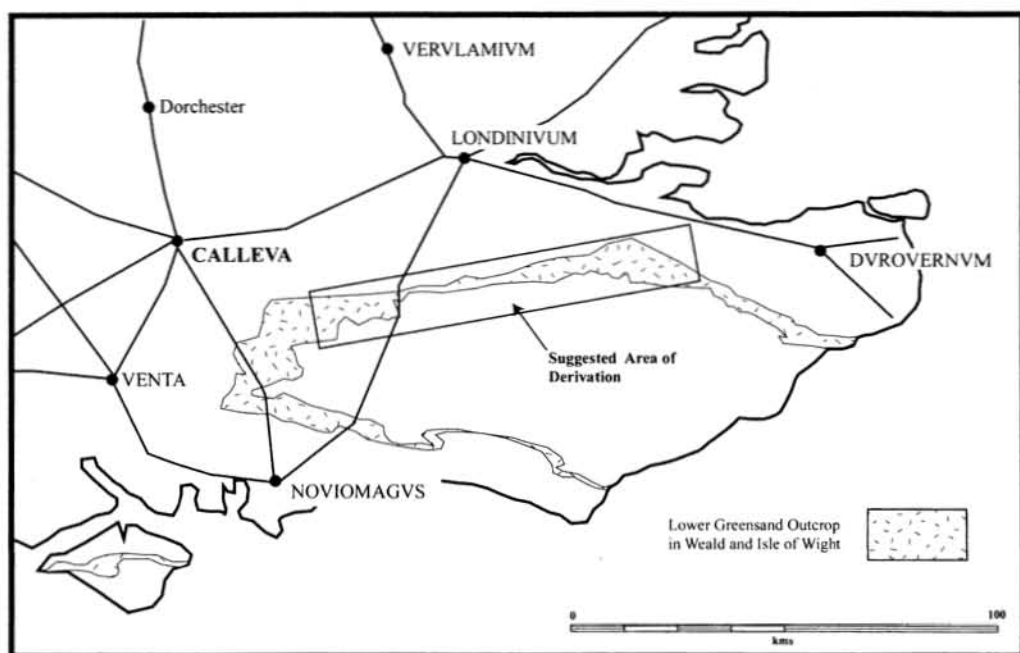 VERVLAMIVM
Dorchester
LONDINIVUM
CALLEVA
DVROVERNVM
Suggested Area of
Derivation
VENTA
NOVIOMAGVS
Lower Greensand Outcrop
in Weald and Isle of Wight
0
100
kms